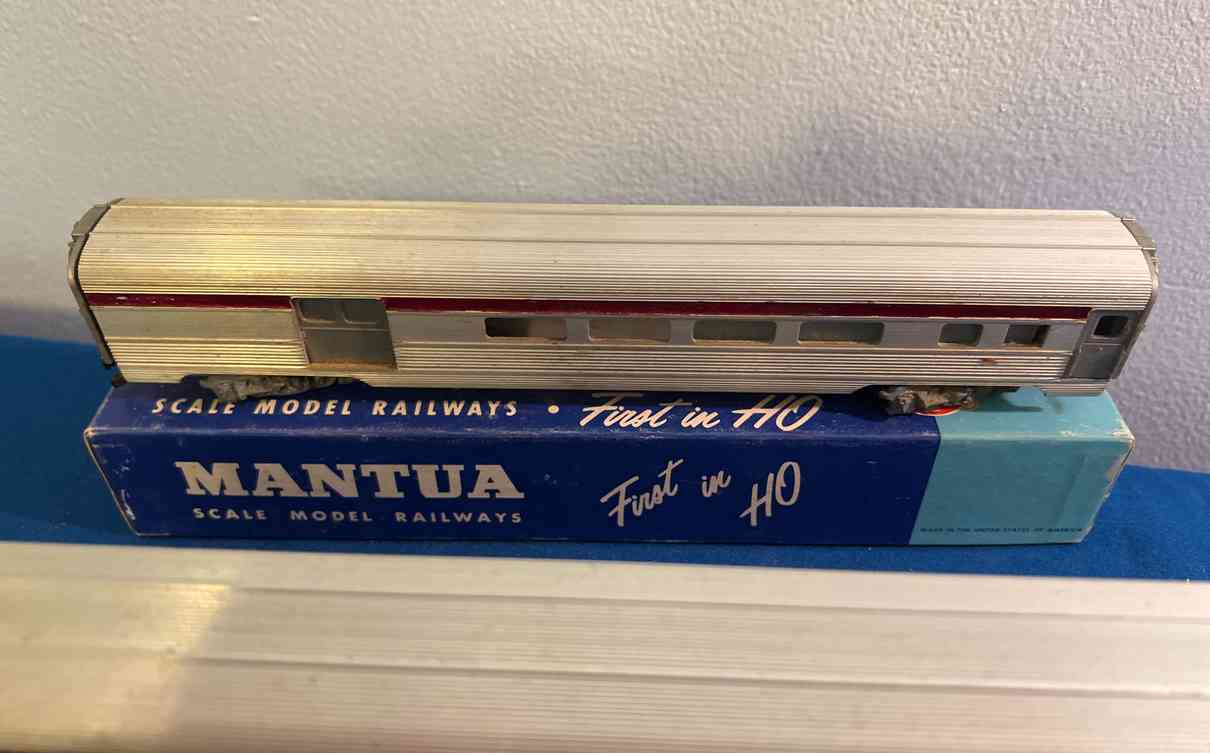 SCALE MODEL RAILWAYS • First in HO
MANTUA First in HO
SCALE MODEL RAILWAYS
MADE IN THE UNITED STATES OF AMERICA